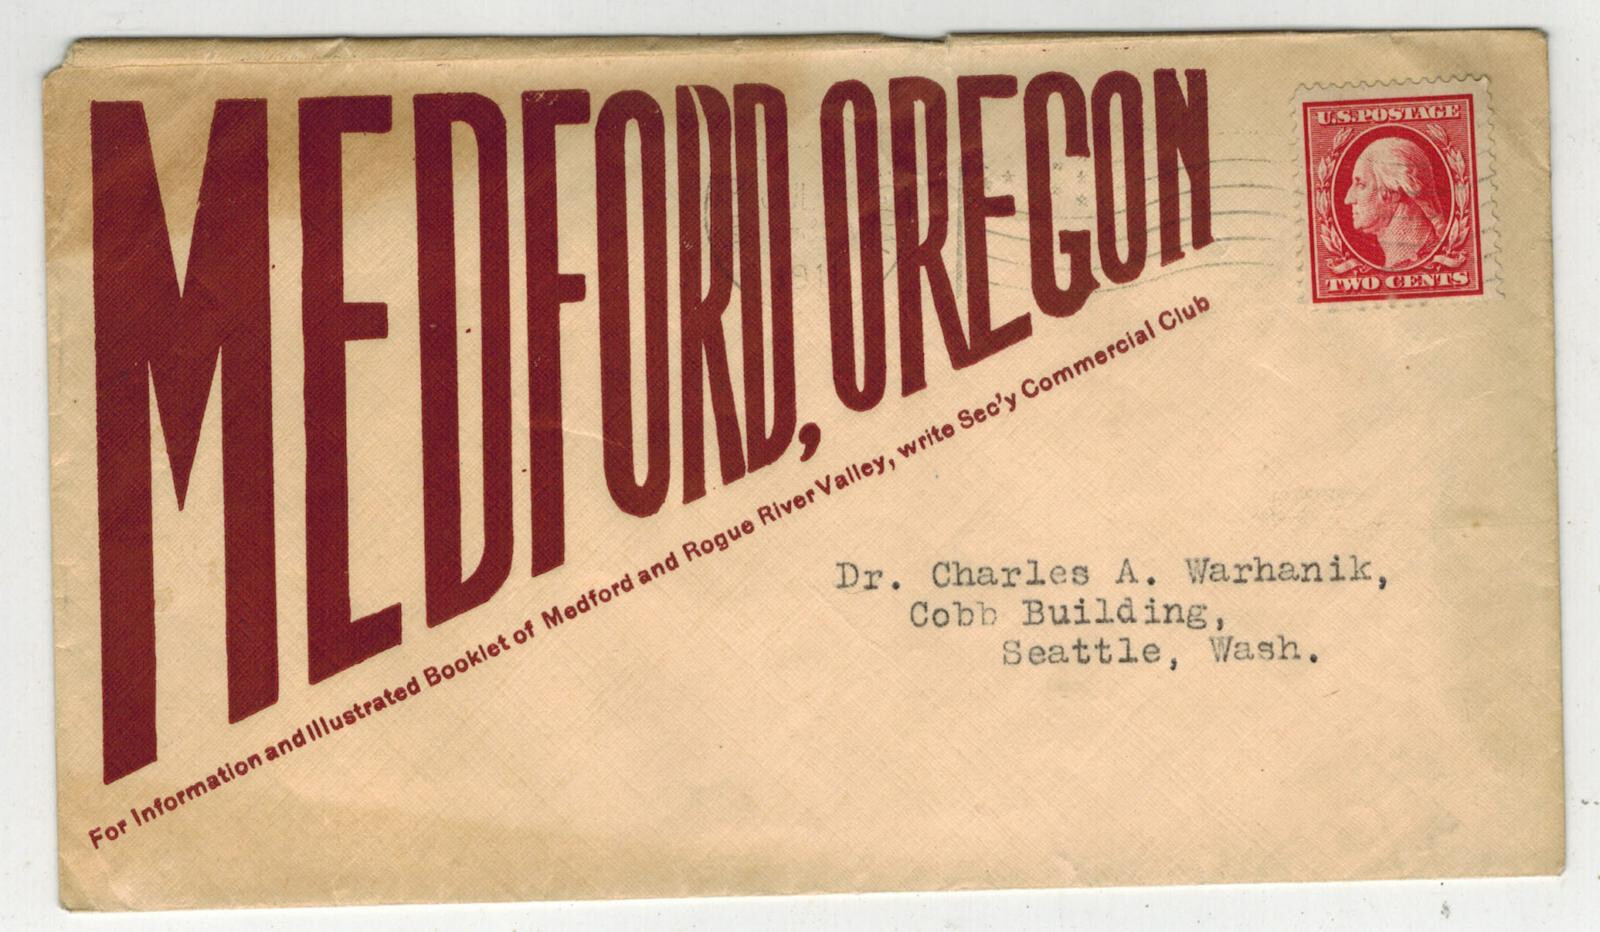 MEDFORD, OREGON
For Information and Illustrated Booklet of Medford and Rogue River Valley, write Sec'y Commercial Club
U.S. POSTAGE
TWO CENTS
Dr. Charles A. Warhanik,
Cobb Building,
Seattle, Wash.